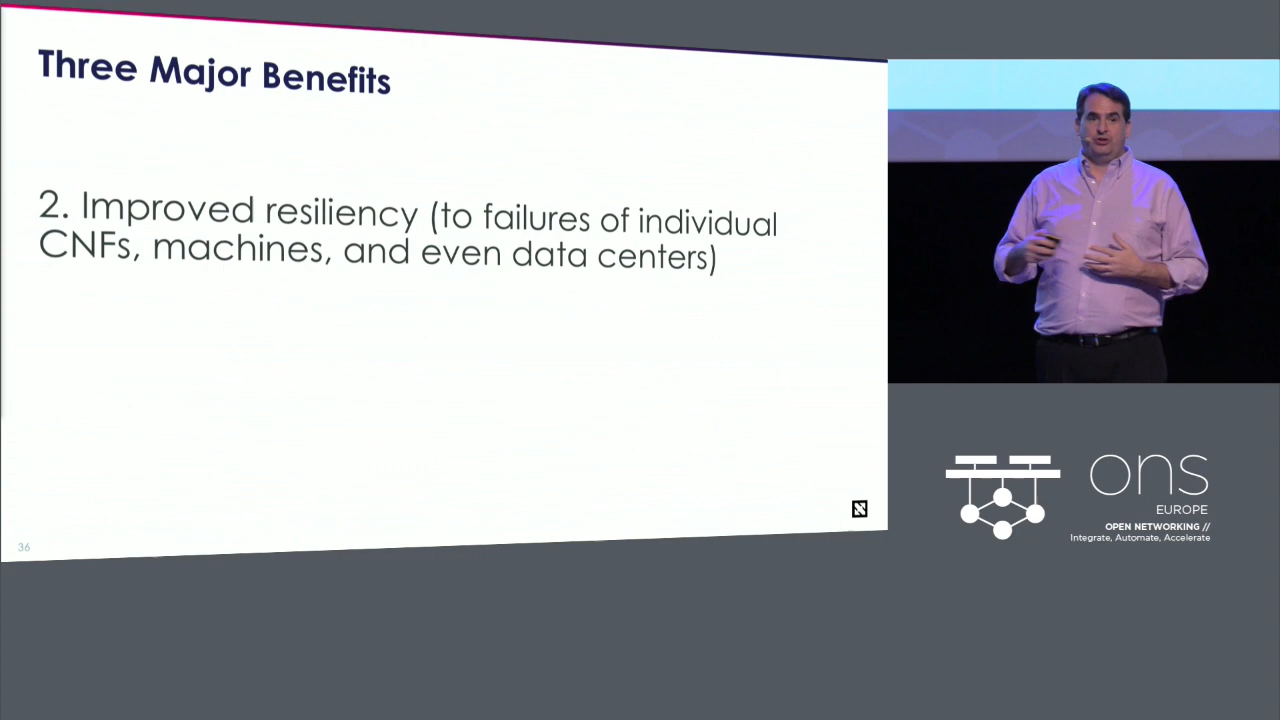 Three Major Benefits
2. Improved resiliency (to failures of individual
CNFs, machines, and even data centers)
36
ons
EUROPE
OPEN NETWORKING //
Integrate, Automate, Accelerate